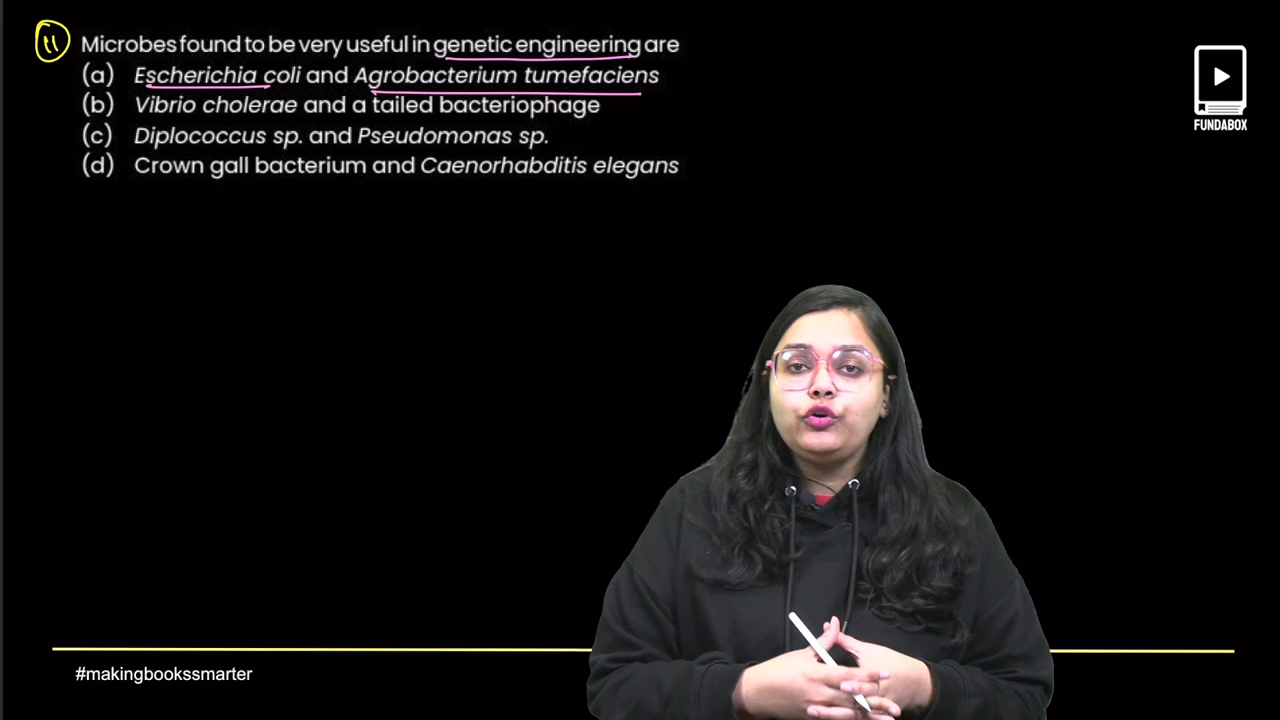 11 Microbes found to be very useful in genetic engineering are
(a) Escherichia coli and Agrobacterium tumefaciens
(b) Vibrio cholerae and a tailed bacteriophage
(c) Diplococcus sp. and Pseudomonas sp.
(d) Crown gall bacterium and Caenorhabditis elegans
FUNDABOX
#makingbookssmarter